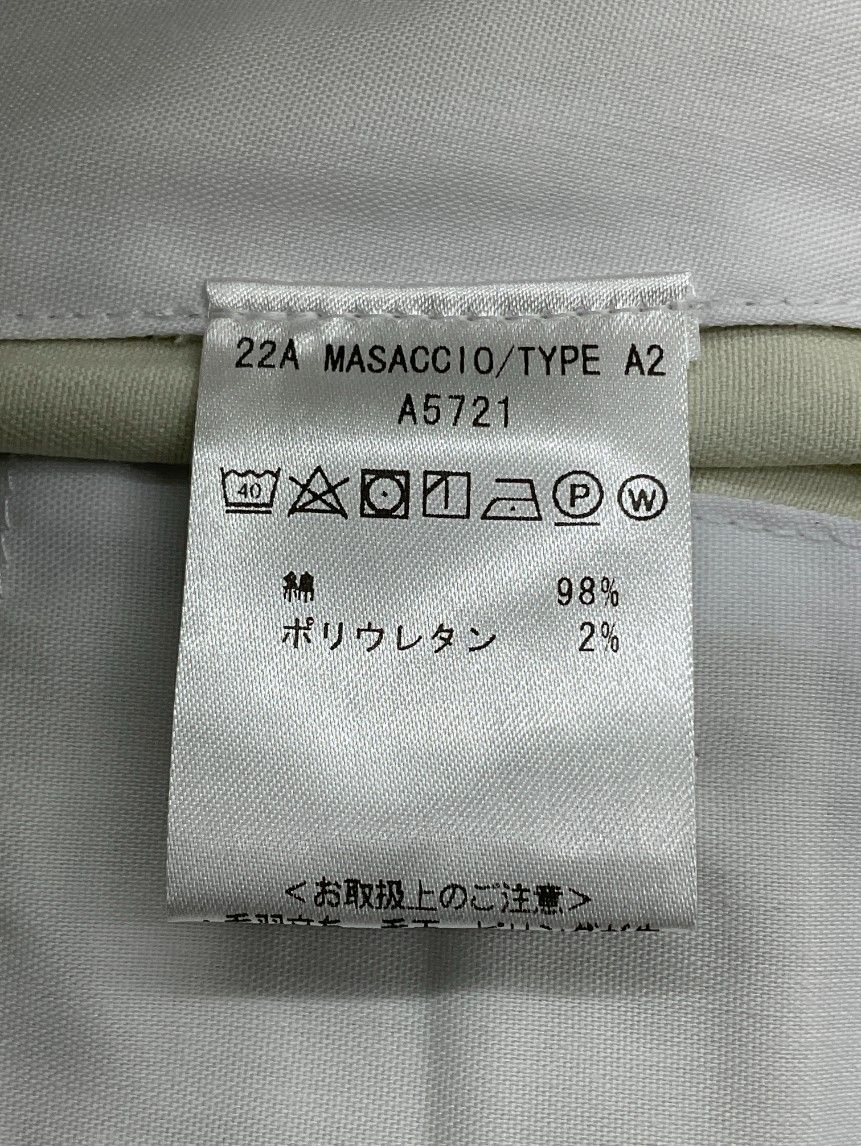 22A MASACCIO/TYPE A2
A5721
40 P W
綿 98%
ポリウレタン 2%
<お取扱上のご注意>